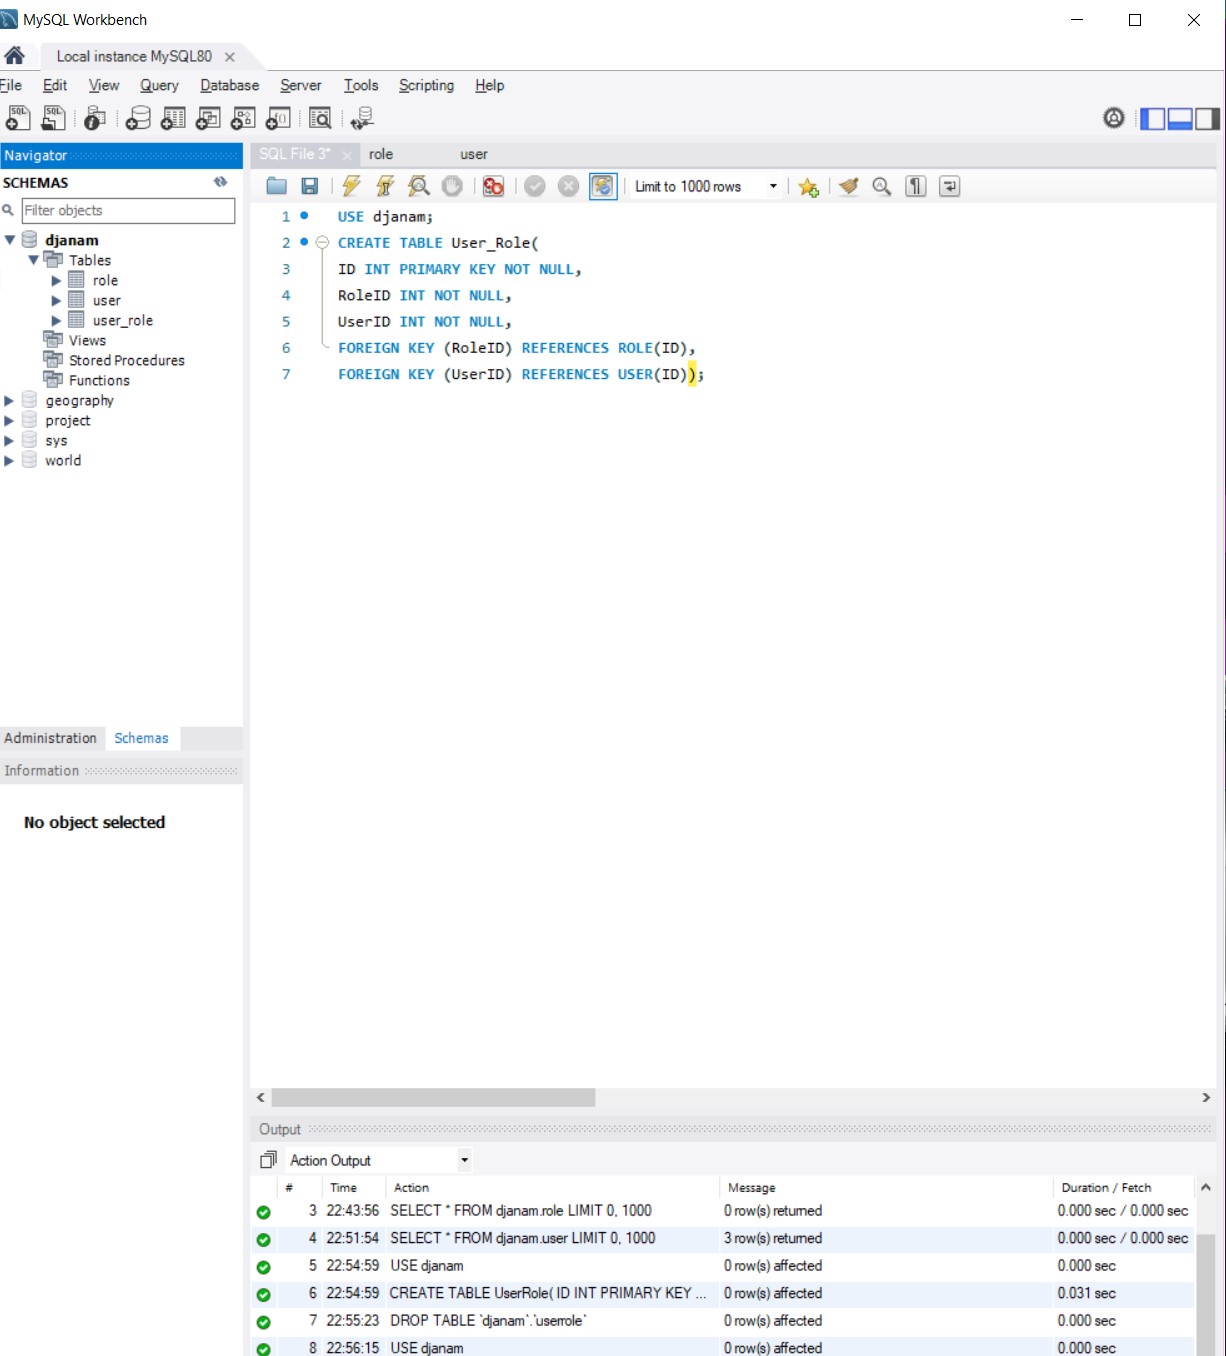 MySQL Workbench
Local instance MySQL80
File Edit View Query Database Server Tools Scripting Help
Navigator
SCHEMAS
Filter objects
djanam
Tables
role
user
user_role
Views
Stored Procedures
Functions
geography
project
sys
world
Administration Schemas
Information
No object selected
SQL File 3* role user
Limit to 1000 rows
1 USE djanam;
2 CREATE TABLE User_Role(
3 ID INT PRIMARY KEY NOT NULL,
4 RoleID INT NOT NULL,
5 UserID INT NOT NULL,
6 FOREIGN KEY (RoleID) REFERENCES ROLE(ID),
7 FOREIGN KEY (UserID) REFERENCES USER(ID));
Output
Action Output
# Time Action Message Duration / Fetch
3 22:43:56 SELECT * FROM djanam.role LIMIT 0, 1000 0 row(s) returned 0.000 sec / 0.000 sec
4 22:51:54 SELECT * FROM djanam.user LIMIT 0, 1000 3 row(s) returned 0.000 sec / 0.000 sec
5 22:54:59 USE djanam 0 row(s) affected 0.000 sec
6 22:54:59 CREATE TABLE UserRole( ID INT PRIMARY KEY ... 0 row(s) affected 0.031 sec
7 22:55:23 DROP TABLE `djanam`.`userrole` 0 row(s) affected 0.000 sec
8 22:56:15 USE djanam 0 row(s) affected 0.000 sec